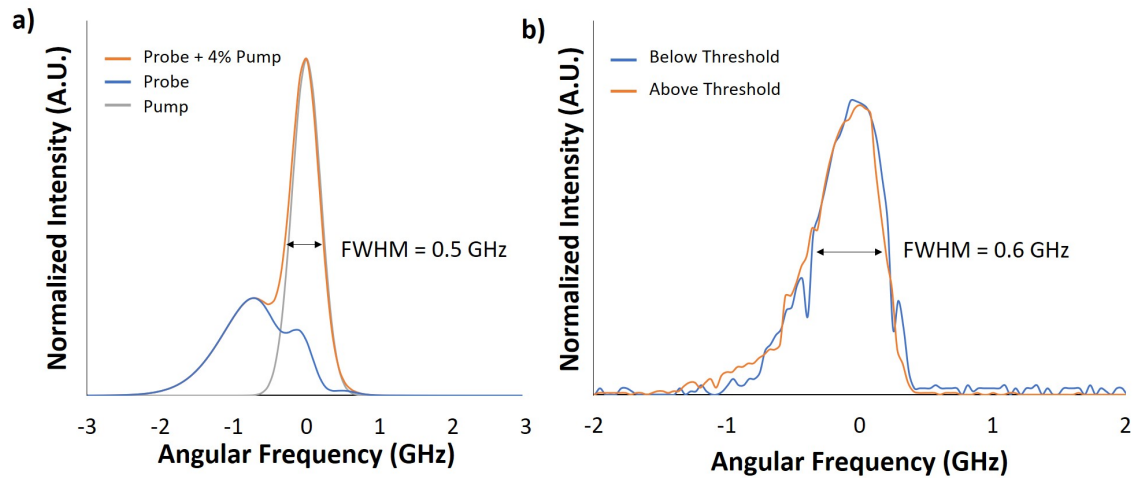 a)
Normalized Intensity (A.U.)
Probe + 4% Pump
Probe
Pump
FWHM = 0.5 GHz
-3 -2 -1 0 1 2 3
Angular Frequency (GHz)
b)
Normalized Intensity (A.U.)
Below Threshold
Above Threshold
FWHM = 0.6 GHz
-2 -1 0 1 2
Angular Frequency (GHz)